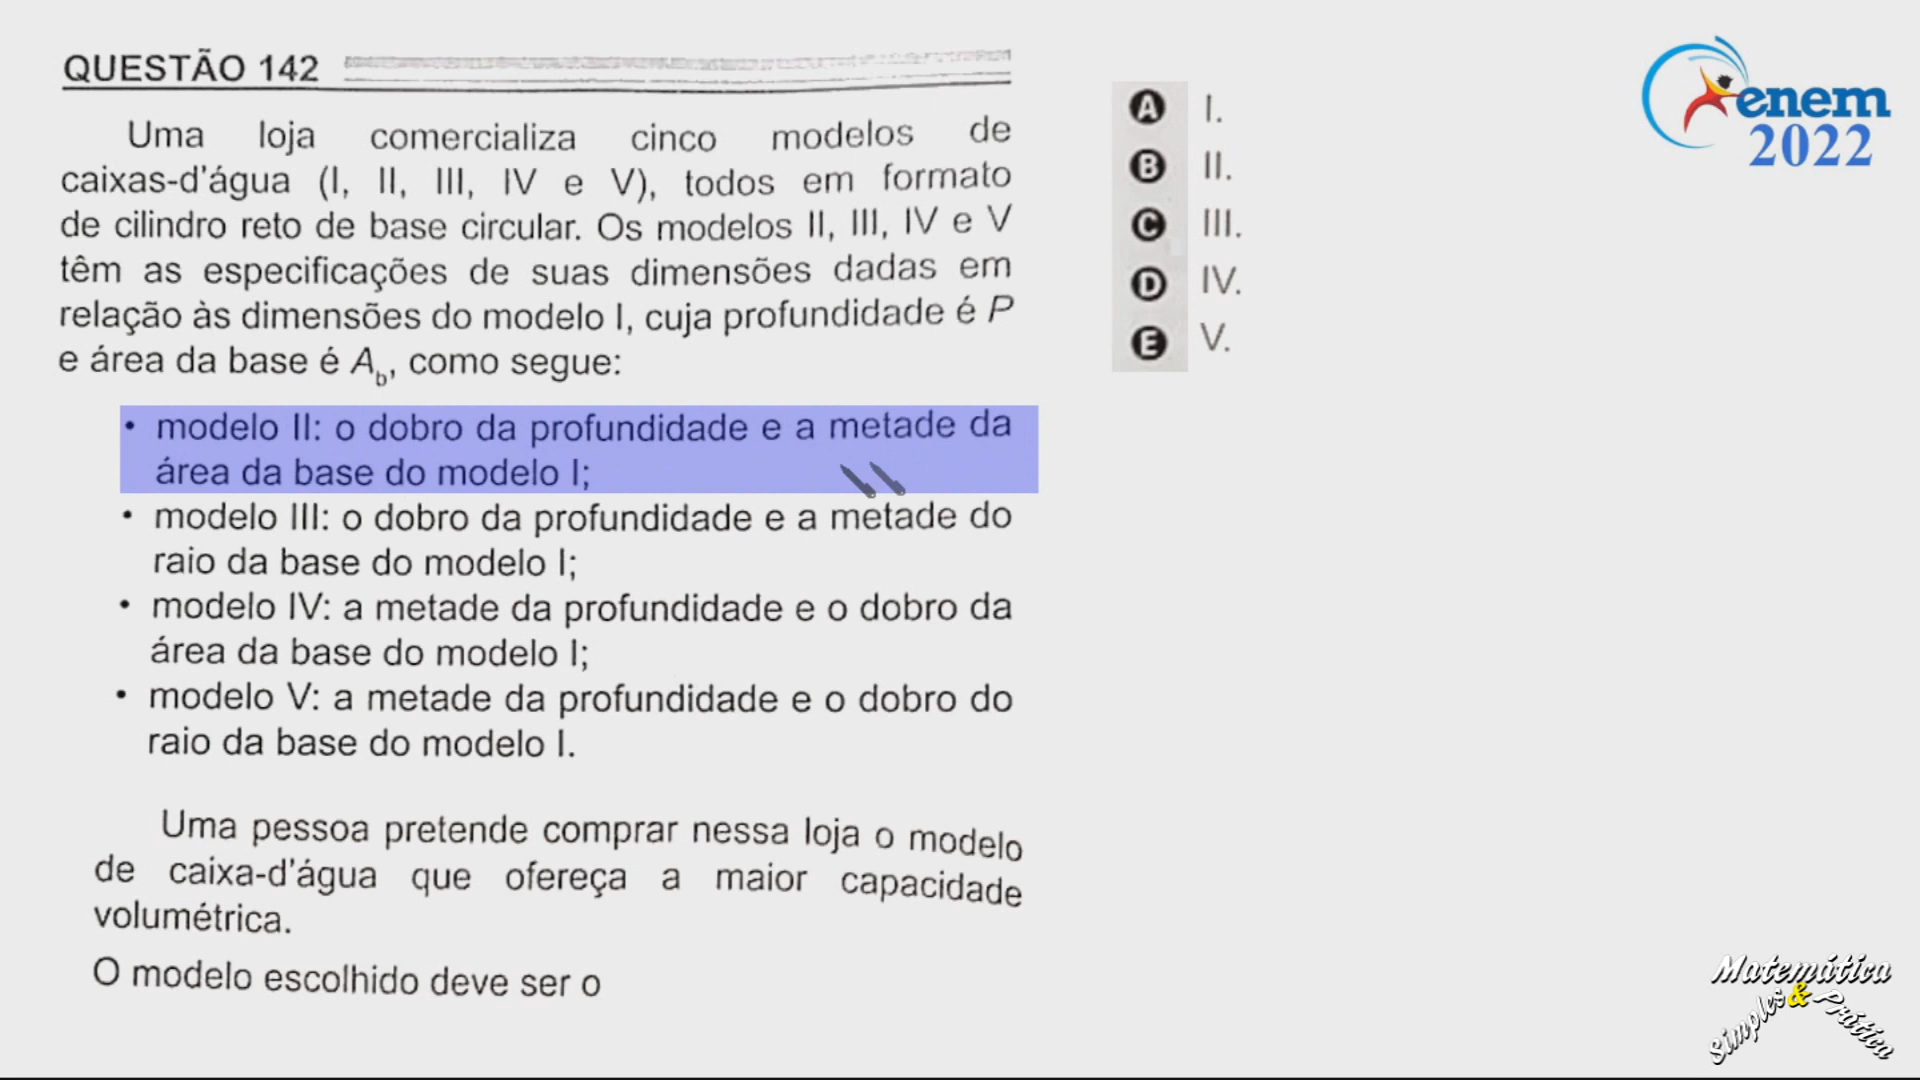 QUESTÃO 142
Uma loja comercializa cinco modelos de
caixas-d'água (I, II, III, IV e V), todos em formato
de cilindro reto de base circular. Os modelos II, III, IV e V
têm as especificações de suas dimensões dadas em
relação às dimensões do modelo I, cuja profundidade é P
e área da base é Ab, como segue:
• modelo II: o dobro da profundidade e a metade da
área da base do modelo I;
• modelo III: o dobro da profundidade e a metade do
raio da base do modelo I;
• modelo IV: a metade da profundidade e o dobro da
área da base do modelo I;
• modelo V: a metade da profundidade e o dobro do
raio da base do modelo I.
Uma pessoa pretende comprar nessa loja o modelo
de caixa-d'água que ofereça a maior capacidade
volumétrica.
O modelo escolhido deve ser o
A I.
B II.
C III.
D IV.
E V.
enem
2022
Matemática
Simples & Prática